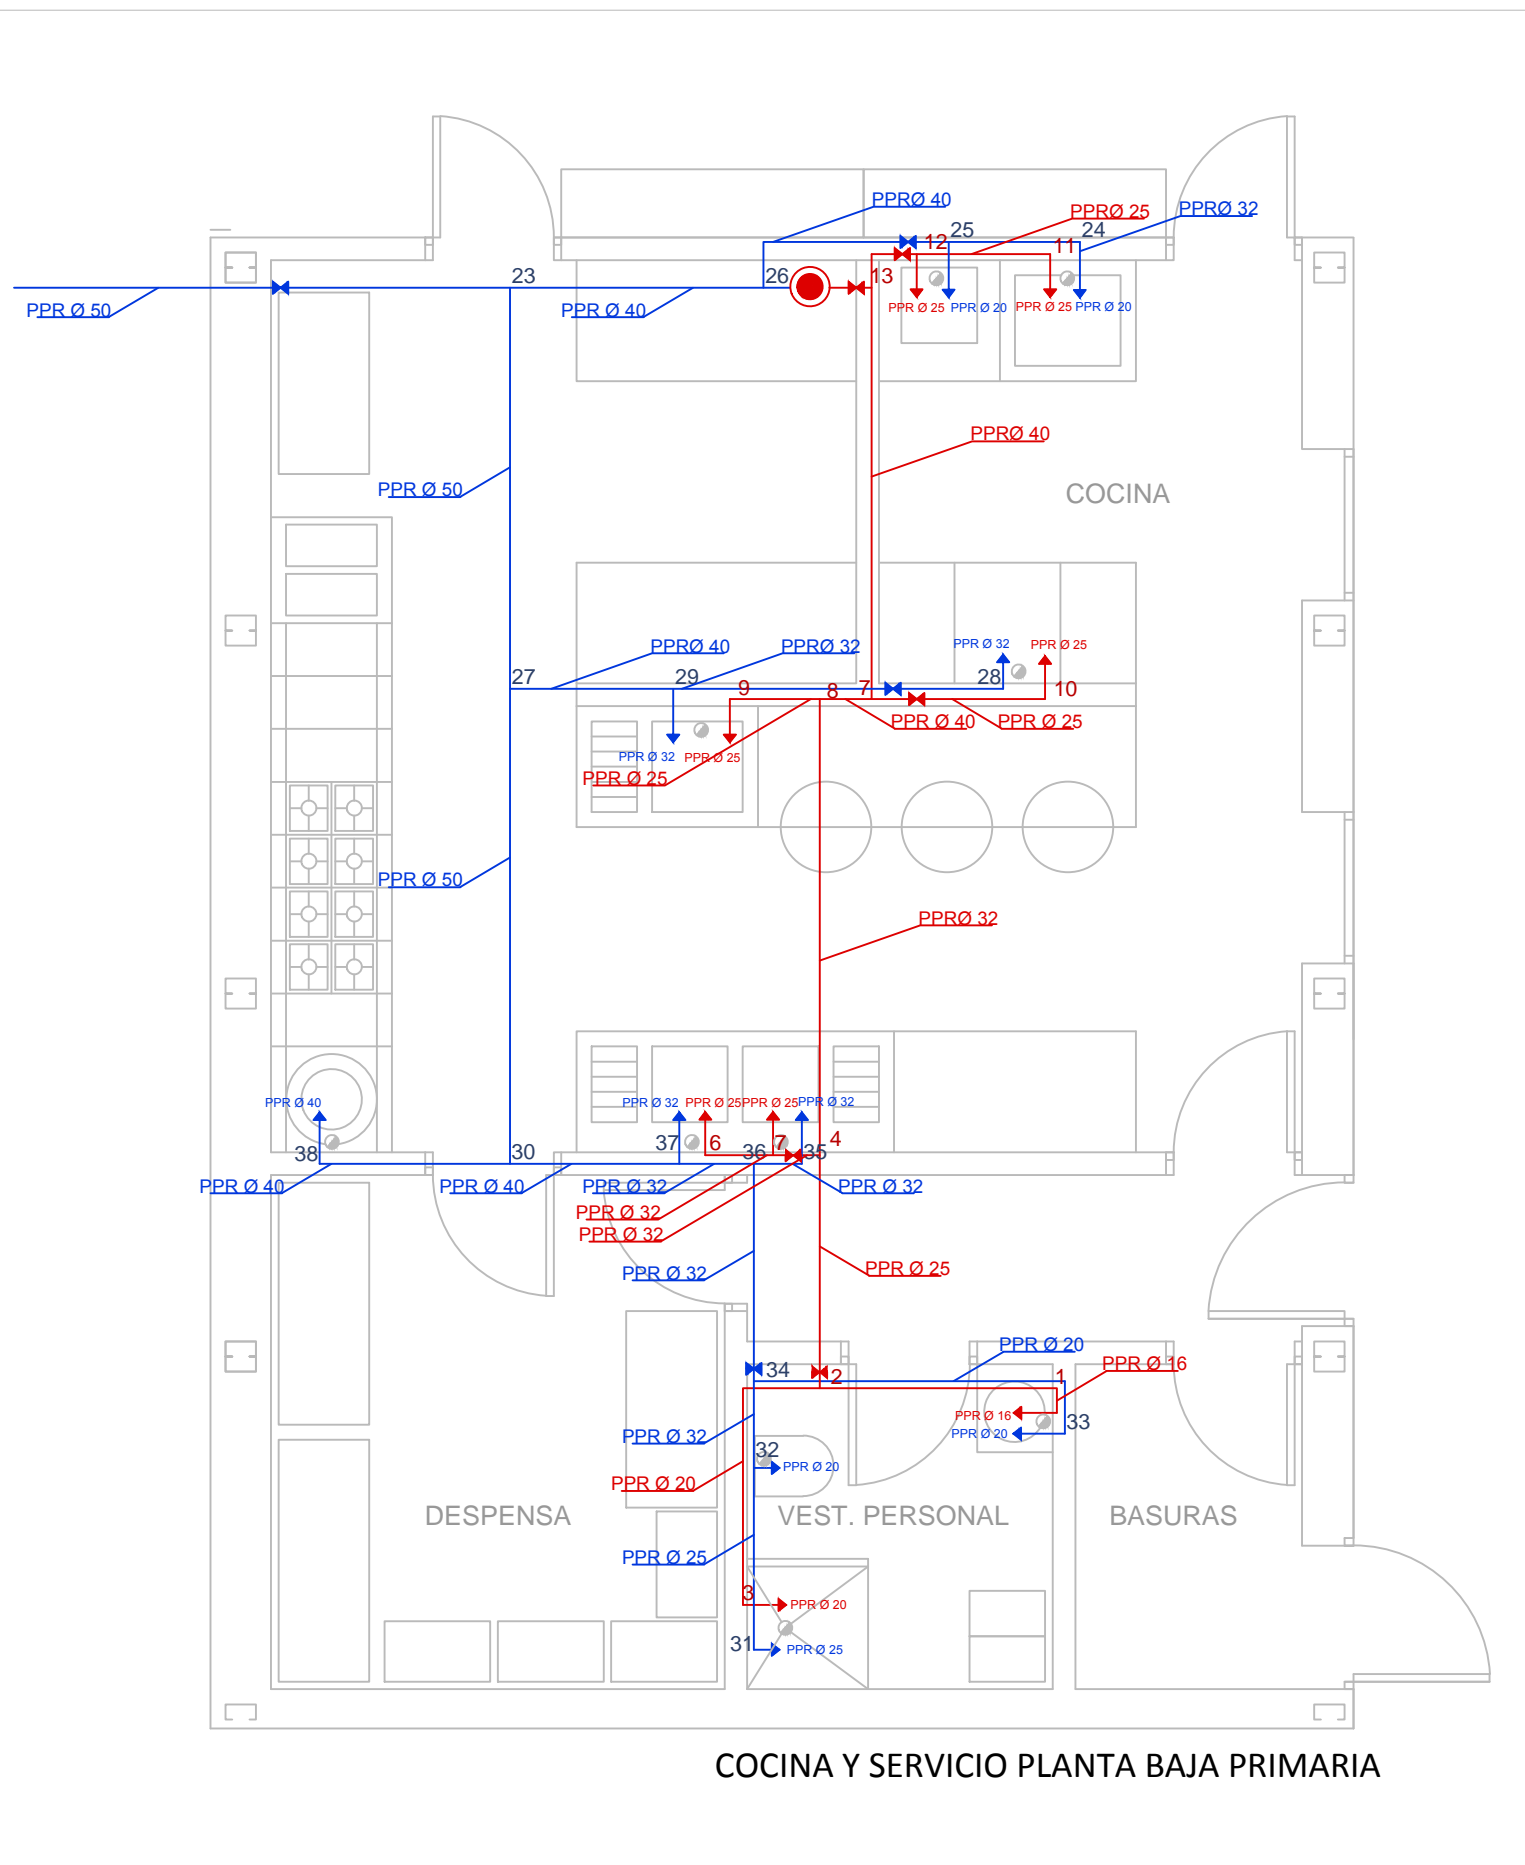 PPRØ 40
PPRØ 25
PPRØ 32
25
24
12
11
23
26
13
PPR Ø 50
PPR Ø 40
PPR Ø 25
PPR Ø 20
PPR Ø 25
PPR Ø 20
PPRØ 40
PPR Ø 50
COCINA
PPRØ 40
PPRØ 32
PPR Ø 32
PPR Ø 25
27
29
28
9
8
7
10
PPR Ø 40
PPR Ø 25
PPR Ø 32
PPR Ø 25
PPR Ø 25
PPR Ø 50
PPRØ 32
PPR Ø 40
PPR Ø 32
PPR Ø 25
PPR Ø 25
PPR Ø 32
38
30
37
6
36
7
35
4
PPR Ø 40
PPR Ø 40
PPR Ø 32
PPR Ø 32
PPR Ø 32
PPR Ø 32
PPR Ø 32
PPR Ø 25
PPR Ø 20
PPR Ø 16
34
2
1
PPR Ø 16
33
PPR Ø 20
PPR Ø 32
32
PPR Ø 20
PPR Ø 20
DESPENSA
VEST. PERSONAL
BASURAS
PPR Ø 25
3
PPR Ø 20
31
PPR Ø 25
COCINA Y SERVICIO PLANTA BAJA PRIMARIA